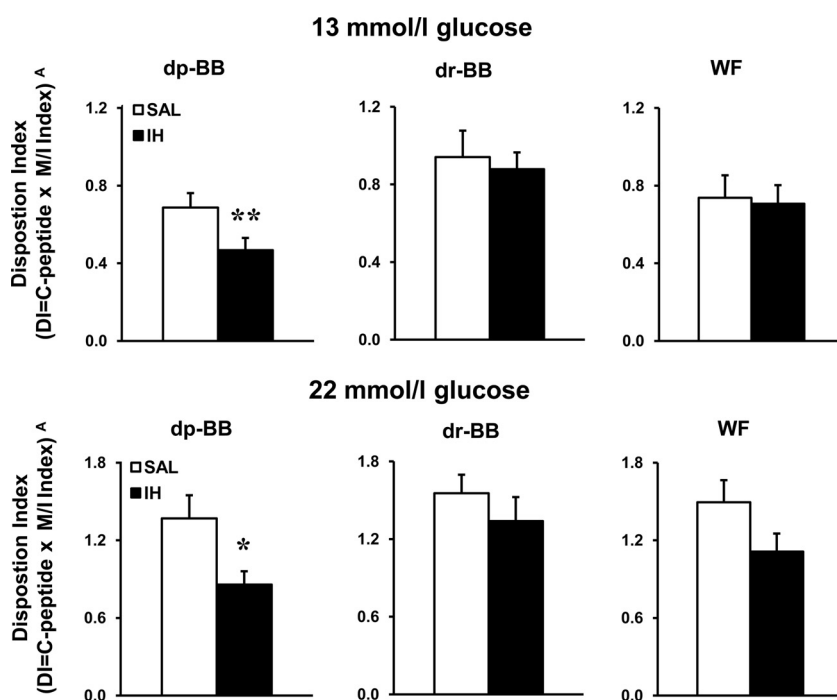 13 mmol/l glucose
dp-BB
dr-BB
WF
Dispostion Index
(DI=C-peptide x M/I Index) A
1.2
0.8
0.4
0.0
SAL
IH
**
1.2
0.8
0.4
0.0
1.2
0.8
0.4
0.0
22 mmol/l glucose
dp-BB
dr-BB
WF
Dispostion Index
(DI=C-peptide x M/I Index) A
1.8
1.2
0.6
0.0
SAL
IH
*
1.8
1.2
0.6
0.0
1.8
1.2
0.6
0.0